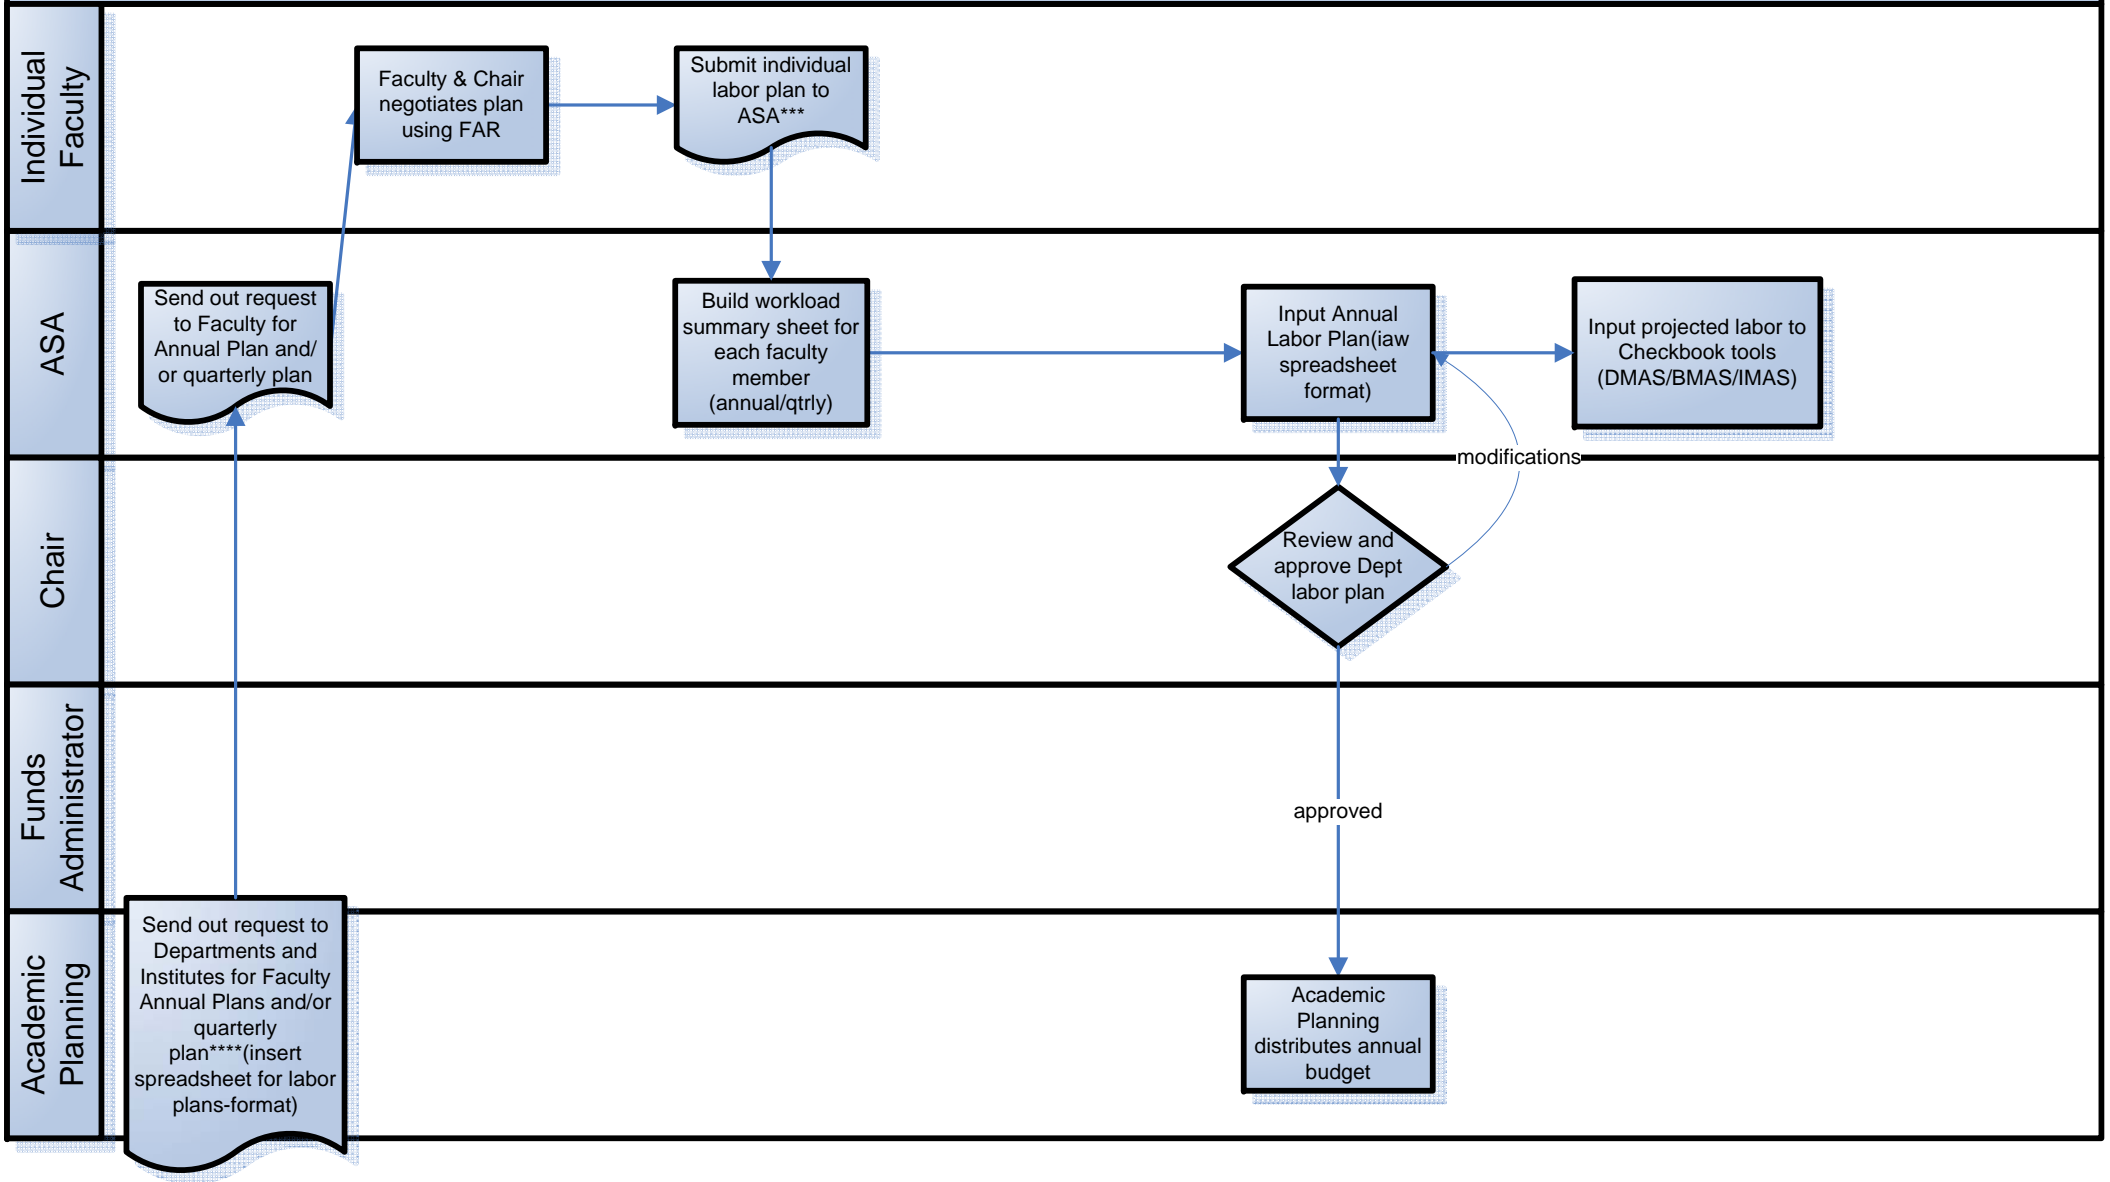 Individual
Faculty
Faculty & Chair
negotiates plan
using FAR
Submit individual
labor plan to
ASA***
ASA
Send out request
to Faculty for
Annual Plan and/
or quarterly plan
Build workload
summary sheet for
each faculty
member
(annual/qtrly)
Input Annual
Labor Plan(iaw
spreadsheet
format)
Input projected labor to
Checkbook tools
(DMAS/BMAS/IMAS)
modifications
Chair
Review and
approve Dept
labor plan
Funds
Administrator
approved
Academic
Planning
Send out request to
Departments and
Institutes for Faculty
Annual Plans and/or
quarterly
plan****(insert
spreadsheet for labor
plans-format)
Academic
Planning
distributes annual
budget